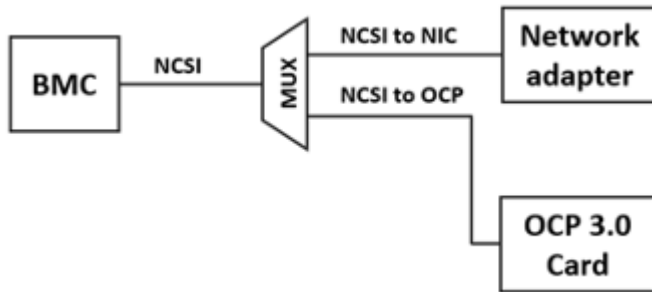 BMC
NCSI
MUX
NCSI to NIC
NCSI to OCP
Network
adapter
OCP 3.0
Card